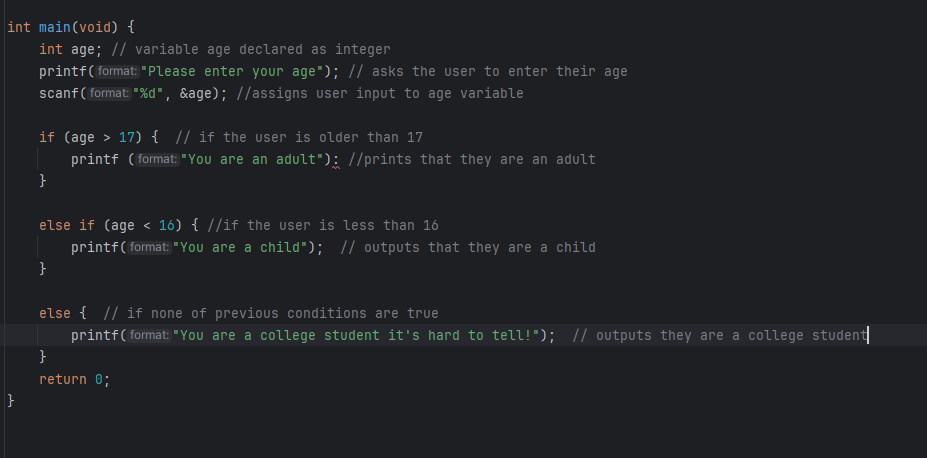 int main(void) {
    int age; // variable age declared as integer
    printf(format:"Please enter your age"); // asks the user to enter their age
    scanf(format:"%d", &age); //assigns user input to age variable
    if (age > 17) {  // if the user is older than 17
        printf (format:"You are an adult"): //prints that they are an adult
    }
    else if (age < 16) { //if the user is less than 16
        printf(format:"You are a child");  // outputs that they are a child
    }
    else {  // if none of previous conditions are true
        printf(format:"You are a college student it's hard to tell!");  // outputs they are a college student
    }
    return 0;
}